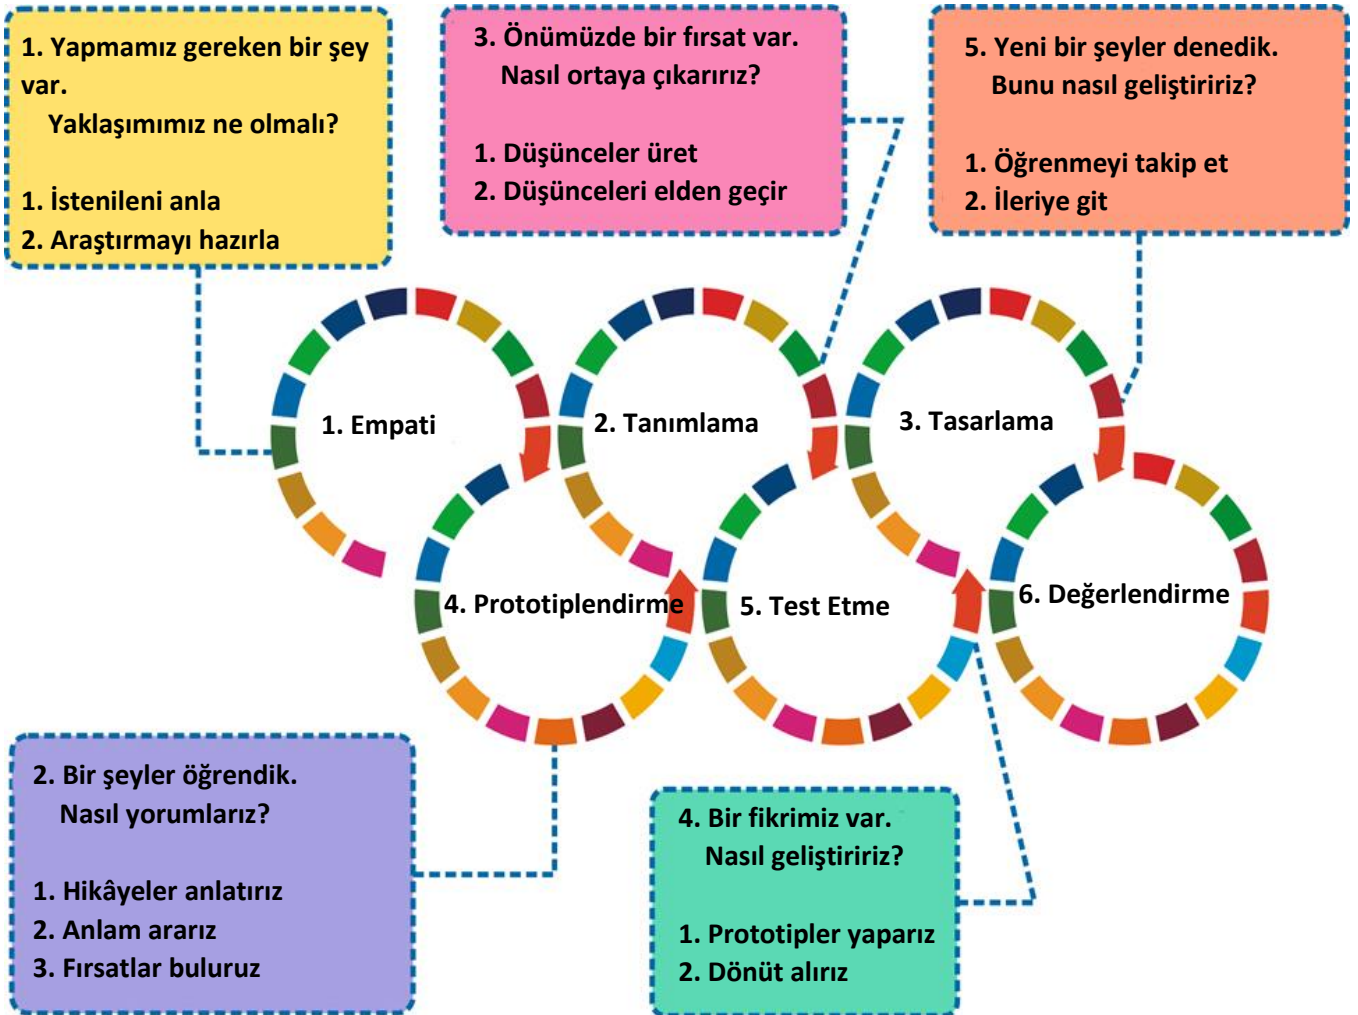 1. Yapmamız gereken bir şey
var.
Yaklaşımımız ne olmalı?
1. İstenileni anla
2. Araştırmayı hazırla
3. Önümüzde bir fırsat var.
Nasıl ortaya çıkarırız?
1. Düşünceler üret
2. Düşünceleri elden geçir
5. Yeni bir şeyler denedik.
Bunu nasıl geliştiririz?
1. Öğrenmeyi takip et
2. İleriye git
1. Empati
2. Tanımlama
3. Tasarlama
4. Prototiplendirme
5. Test Etme
6. Değerlendirme
2. Bir şeyler öğrendik.
Nasıl yorumlarız?
1. Hikâyeler anlatırız
2. Anlam ararız
3. Fırsatlar buluruz
4. Bir fikrimiz var.
Nasıl geliştiririz?
1. Prototipler yaparız
2. Dönüt alırız